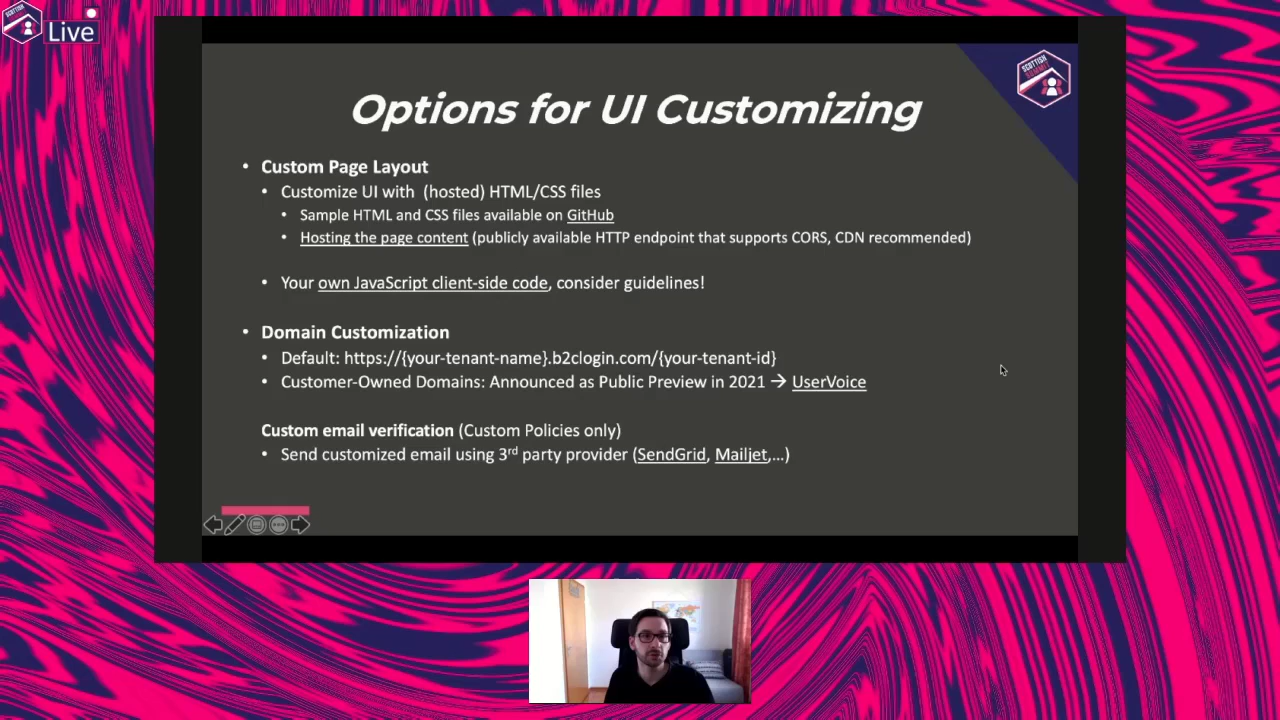 SCOTTISH
Live
SCOTTISH
SUMMIT
Options for UI Customizing
• Custom Page Layout
• Customize UI with (hosted) HTML/CSS files
• Sample HTML and CSS files available on GitHub
• Hosting the page content (publicly available HTTP endpoint that supports CORS, CDN recommended)
• Your own JavaScript client-side code, consider guidelines!
• Domain Customization
• Default: https://{your-tenant-name}.b2clogin.com/{your-tenant-id}
• Customer-Owned Domains: Announced as Public Preview in 2021 → UserVoice
Custom email verification (Custom Policies only)
• Send customized email using 3rd party provider (SendGrid, Mailjet,...)